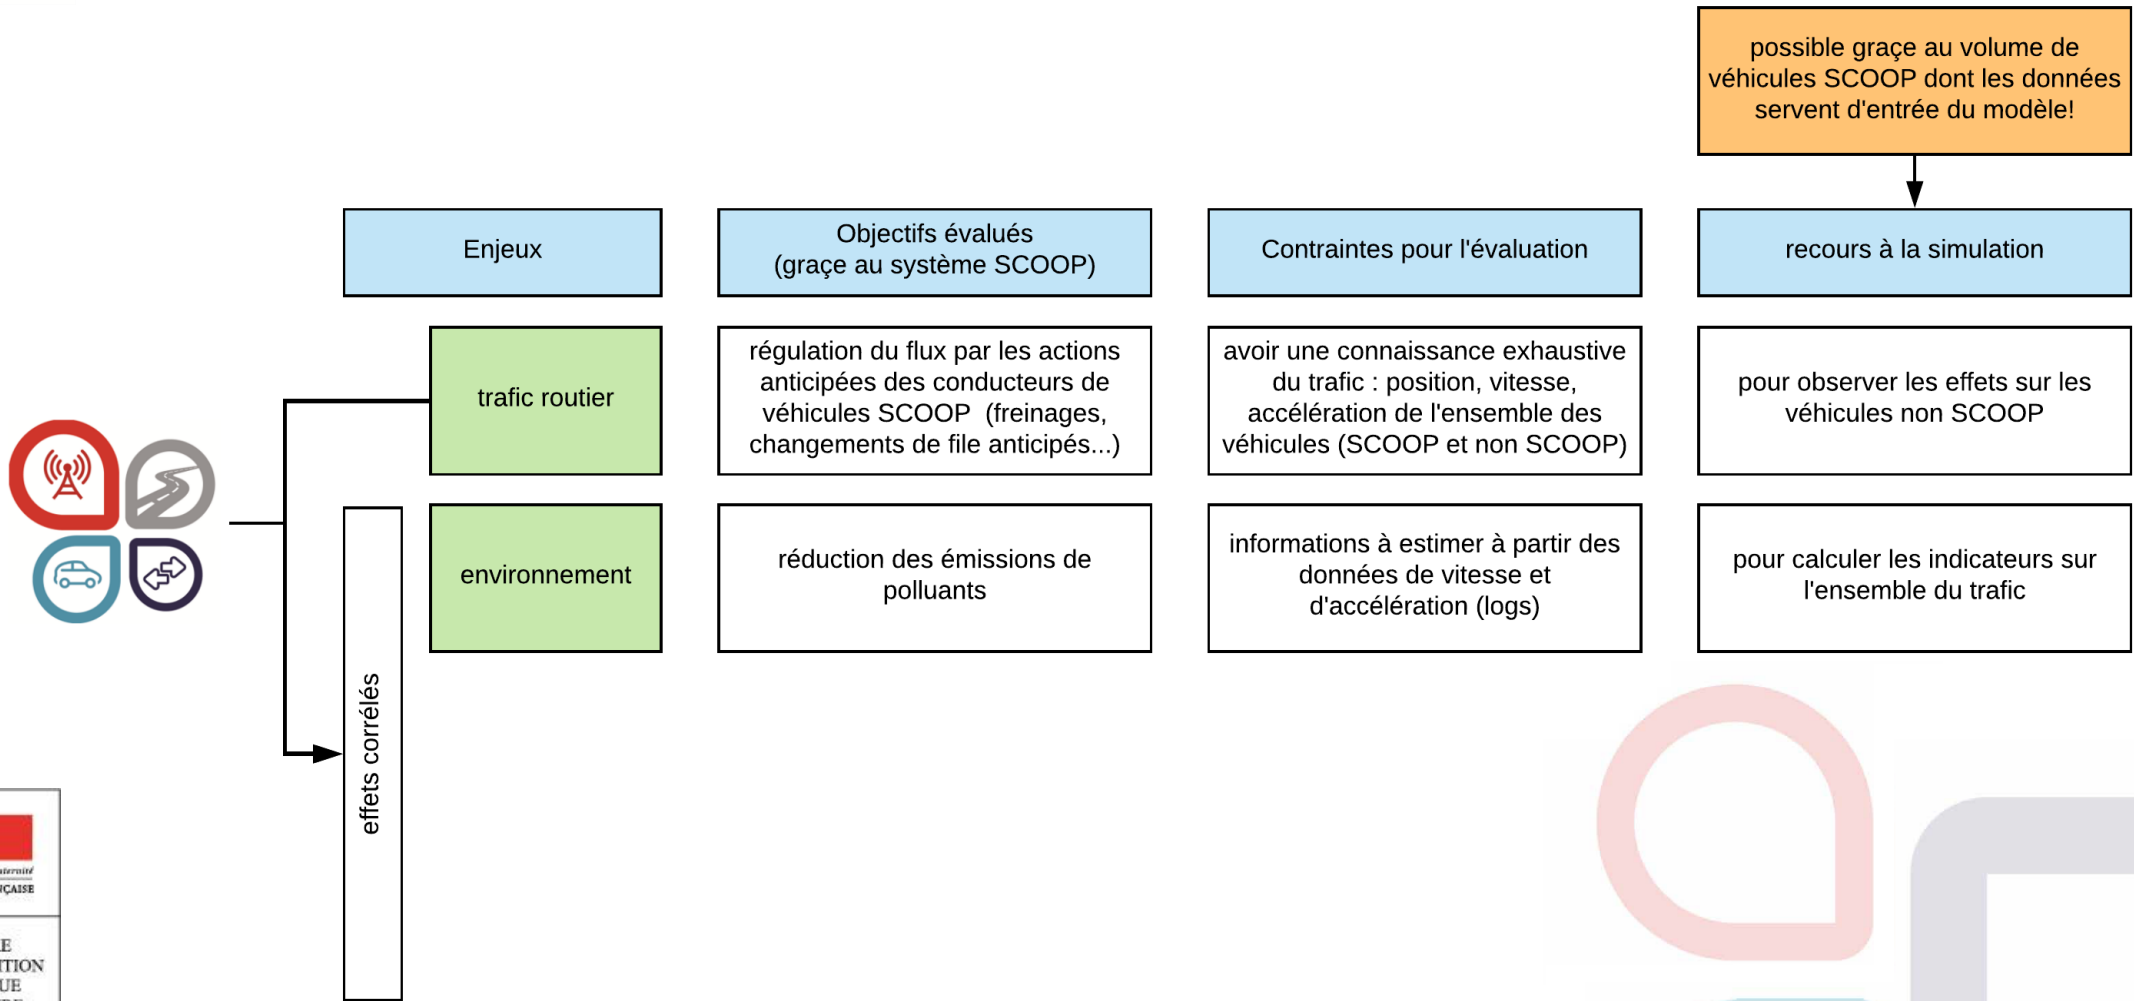 possible graçe au volume de
véhicules SCOOP dont les données
servent d'entrée du modèle!
Enjeux
Objectifs évalués
(graçe au système SCOOP)
Contraintes pour l'évaluation
recours à la simulation
trafic routier
régulation du flux par les actions
anticipées des conducteurs de
véhicules SCOOP (freinages,
changements de file anticipés...)
avoir une connaissance exhaustive
du trafic : position, vitesse,
accélération de l'ensemble des
véhicules (SCOOP et non SCOOP)
pour observer les effets sur les
véhicules non SCOOP
environnement
réduction des émissions de
polluants
informations à estimer à partir des
données de vitesse et
d'accélération (logs)
pour calculer les indicateurs sur
l'ensemble du trafic
effets corrélés